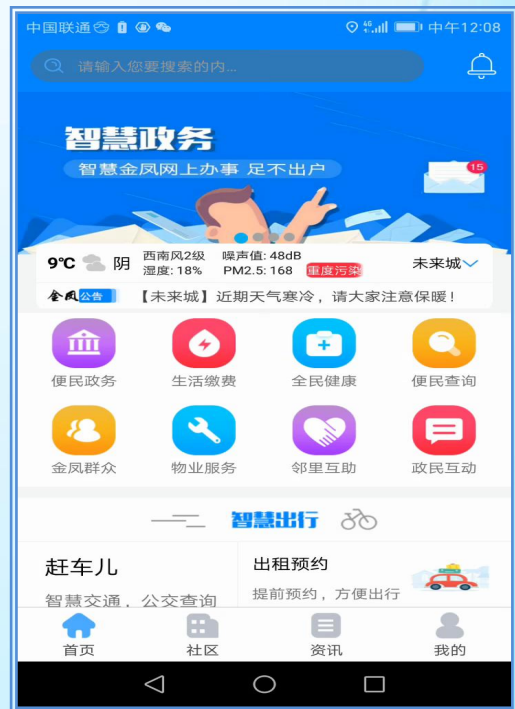 中国联通
4G
中午12:08
请输入您要搜索的内...
智慧政务
智慧金凤网上办事 足不出户
15
9℃ 阴 西南风2级 噪声值: 48dB
湿度: 18% PM2.5: 168 重度污染
未来城
金凤公告 【未来城】近期天气寒冷，请大家注意保暖！
便民政务 生活缴费 全民健康 便民查询
金凤群众 物业服务 邻里互助 政民互动
智慧出行
赶车儿
智慧交通，公交查询
出租预约
提前预约，方便出行
首页 社区 资讯 我的